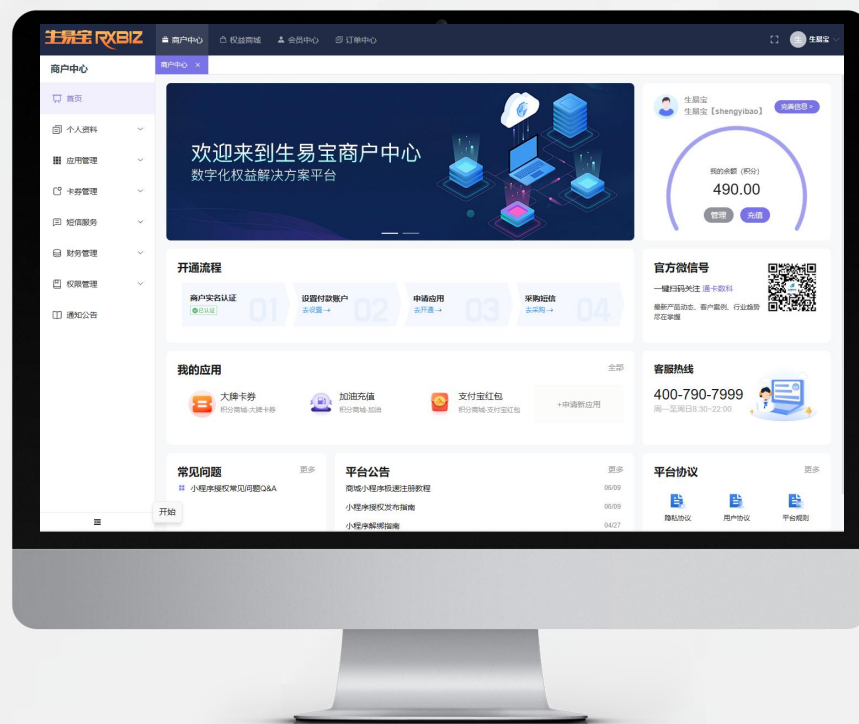 生易宝 RXBIZ
商户中心
权益商城
会员中心
订单中心
生
生易宝
商户中心
商户中心 ×
首页
个人资料
应用管理
卡券管理
短信服务
财务管理
权限管理
通知公告
欢迎来到生易宝商户中心
数字化权益解决方案平台
生易宝
生易宝【shengyibao】
完善信息 >
我的余额（积分）
490.00
管理
充值
开通流程
商户实名认证
已认证
01
设置付款账户
去设置→
02
申请应用
去开通→
03
采购短信
去采购→
04
官方微信号
一键扫码关注 通卡数科
最新产品动态、客户案例、行业趋势
尽在掌握
我的应用
全部
大牌卡券
积分商城-大牌卡券
加油充值
积分商城-加油
支付宝红包
积分商城-支付宝红包
+申请新应用
客服热线
400-790-7999
周一至周日8:30-22:00
常见问题
更多
小程序授权常见问题Q&A
平台公告
更多
商城小程序极速注册教程
06/09
小程序授权发布指南
06/09
小程序解绑指南
04/27
平台协议
更多
隐私协议
用户协议
平台规则
开始